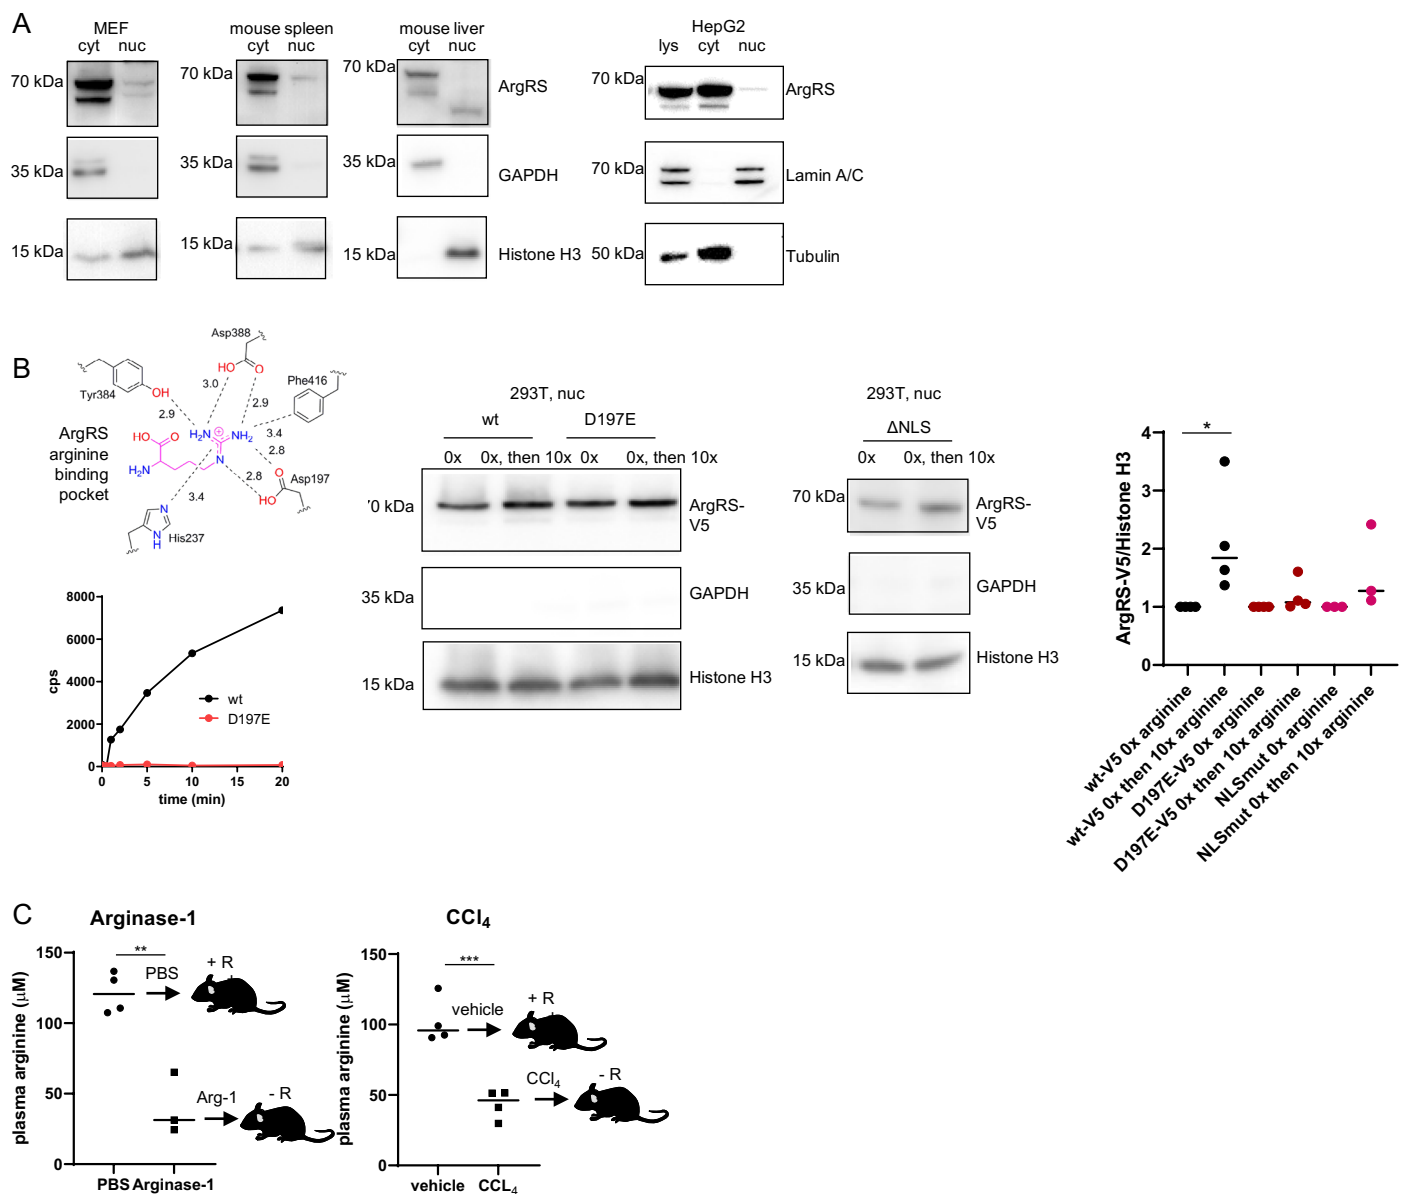 A
MEF
cyt nuc
70 kDa
35 kDa
15 kDa
mouse spleen
cyt nuc
70 kDa
35 kDa
15 kDa
mouse liver
cyt nuc
70 kDa
ArgRS
35 kDa
GAPDH
15 kDa
Histone H3
HepG2
lys cyt nuc
70 kDa
ArgRS
70 kDa
Lamin A/C
50 kDa
Tubulin
B
ArgRS
arginine
binding
pocket
Asp388
HO
O
Tyr384
OH
Phe416
3.0
2.9
2.9
3.4
2.8
2.8
3.4
HO
O
H₂N
H₂N
NH₂
N
O
HO
Asp197
N
NH
His237
8000
6000
4000
2000
0
cps
wt
D197E
0 5 10 15 20
time (min)
293T, nuc
wt D197E
0x 0x, then 10x 0x 0x, then 10x
'0 kDa
ArgRS-
V5
35 kDa
GAPDH
15 kDa
Histone H3
293T, nuc
ΔNLS
0x 0x, then 10x
70 kDa
ArgRS-
V5
35 kDa
GAPDH
15 kDa
Histone H3
ArgRS-V5/Histone H3
4
3
2
1
0
*
wt-V5 0x arginine
wt-V5 0x then 10x arginine
D197E-V5 0x arginine
D197E-V5 0x then 10x arginine
NLSmut 0x arginine
NLSmut 0x then 10x arginine
C
Arginase-1
plasma arginine (μM)
150
100
50
0
**
PBS
+ R
Arg-1
- R
PBS Arginase-1
CCl₄
plasma arginine (μM)
150
100
50
0
***
vehicle
+ R
CCl₄
- R
vehicle CCL₄